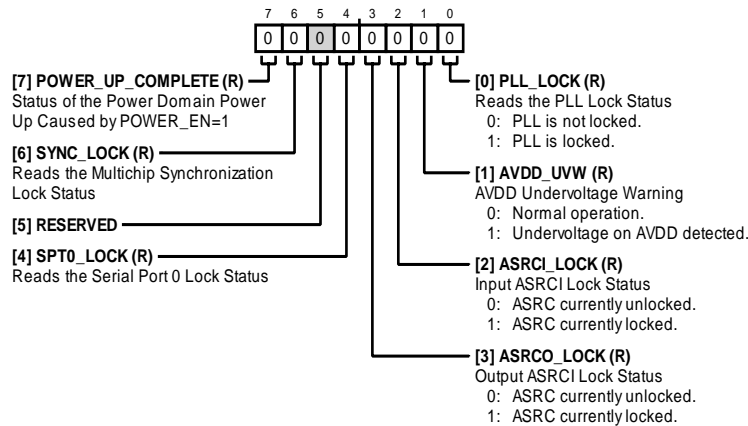 7 6 5 4 3 2 1 0
0 0 0 0 0 0 0 0
[7] POWER_UP_COMPLETE (R)
Status of the Power Domain Power
Up Caused by POWER_EN=1
[6] SYNC_LOCK (R)
Reads the Multichip Synchronization
Lock Status
[5] RESERVED
[4] SPT0_LOCK (R)
Reads the Serial Port 0 Lock Status
[0] PLL_LOCK (R)
Reads the PLL Lock Status
0: PLL is not locked.
1: PLL is locked.
[1] AVDD_UVW (R)
AVDD Undervoltage Warning
0: Normal operation.
1: Undervoltage on AVDD detected.
[2] ASRCI_LOCK (R)
Input ASRCI Lock Status
0: ASRC currently unlocked.
1: ASRC currently locked.
[3] ASRCO_LOCK (R)
Output ASRCI Lock Status
0: ASRC currently unlocked.
1: ASRC currently locked.